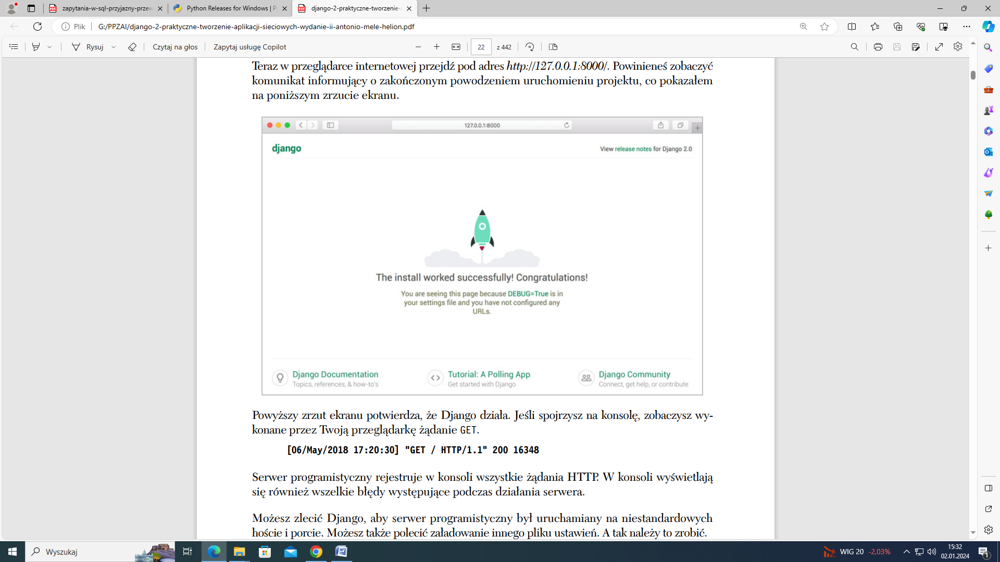 zapytania-w-sql-przyjazny-przew
Python Releases for Windows | Py
django-2-praktyczne-tworzenie-a
Plik
G:/PPZAI/django-2-praktyczne-tworzenie-aplikacji-sieciowych-wydanie-ii-antonio-mele-helion.pdf
Rysuj
Czytaj na głos
Zapytaj usługę Copilot
22
z 442
Teraz w przeglądarce internetowej przejdź pod adres http://127.0.0.1:8000/. Powinieneś zobaczyć
komunikat informujący o zakończonym powodzeniem uruchomieniu projektu, co pokazałem
na poniższym zrzucie ekranu.
127.0.0.1:8000
django
View release notes for Django 2.0
The install worked successfully! Congratulations!
You are seeing this page because DEBUG=True is in
your settings file and you have not configured any
URLs.
Django Documentation
Topics, references, & how-to's
Tutorial: A Polling App
Get started with Django
Django Community
Connect, get help, or contribute
Powyższy zrzut ekranu potwierdza, że Django działa. Jeśli spojrzysz na konsolę, zobaczysz wy-
konane przez Twoją przeglądarkę żądanie GET.
[06/May/2018 17:20:30] "GET / HTTP/1.1" 200 16348
Serwer programistyczny rejestruje w konsoli wszystkie żądania HTTP. W konsoli wyświetlają
się również wszelkie błędy występujące podczas działania serwera.
Możesz zlecić Django, aby serwer programistyczny był uruchamiany na niestandardowych
hoście i porcie. Możesz także polecić załadowanie innego pliku ustawień. A tak należy to zrobić.
Wyszukaj
WIG 20 -2,03%
15:32
02.01.2024
1